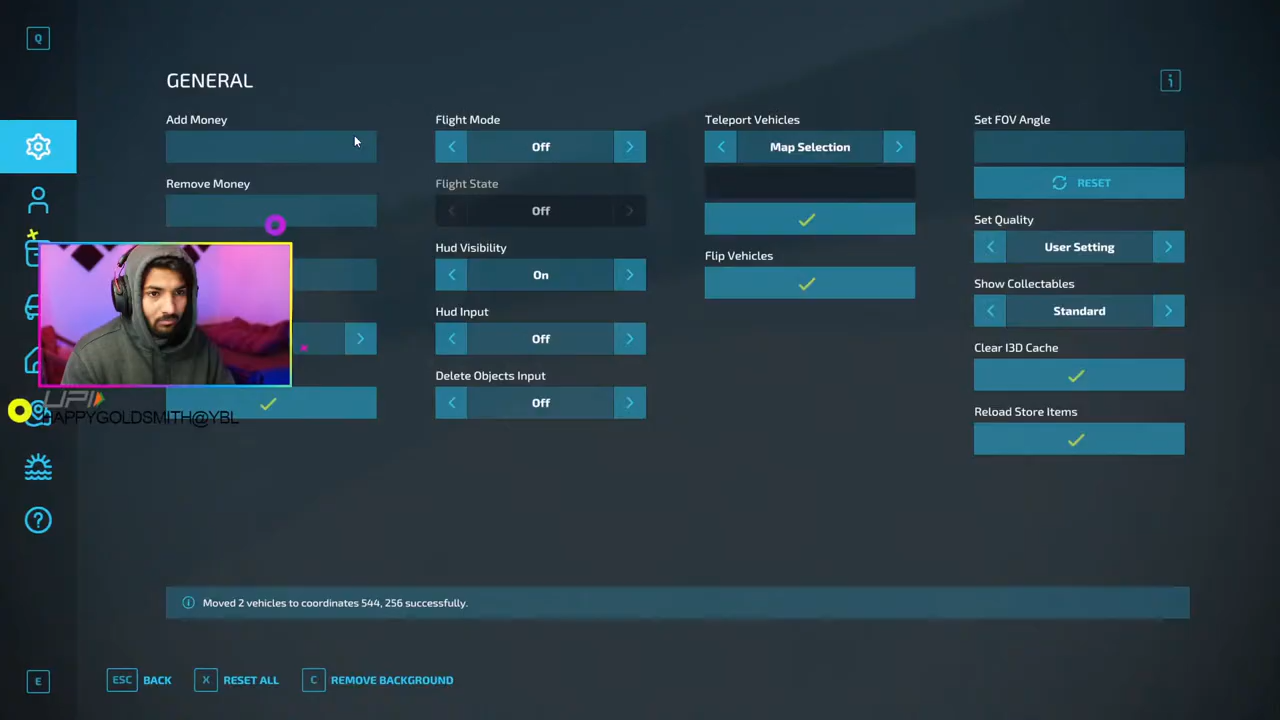 Q
GENERAL
Add Money
Remove Money
Flight Mode
Off
Flight State
Off
Hud Visibility
On
Hud Input
Off
Delete Objects Input
Off
Teleport Vehicles
Map Selection
Flip Vehicles
Set FOV Angle
RESET
Set Quality
User Setting
Show Collectables
Standard
Clear I3D Cache
Reload Store Items
UPI
HAPPYGOLDSMITH@YBL
Moved 2 vehicles to coordinates 544, 256 successfully.
E
ESC BACK X RESET ALL C REMOVE BACKGROUND